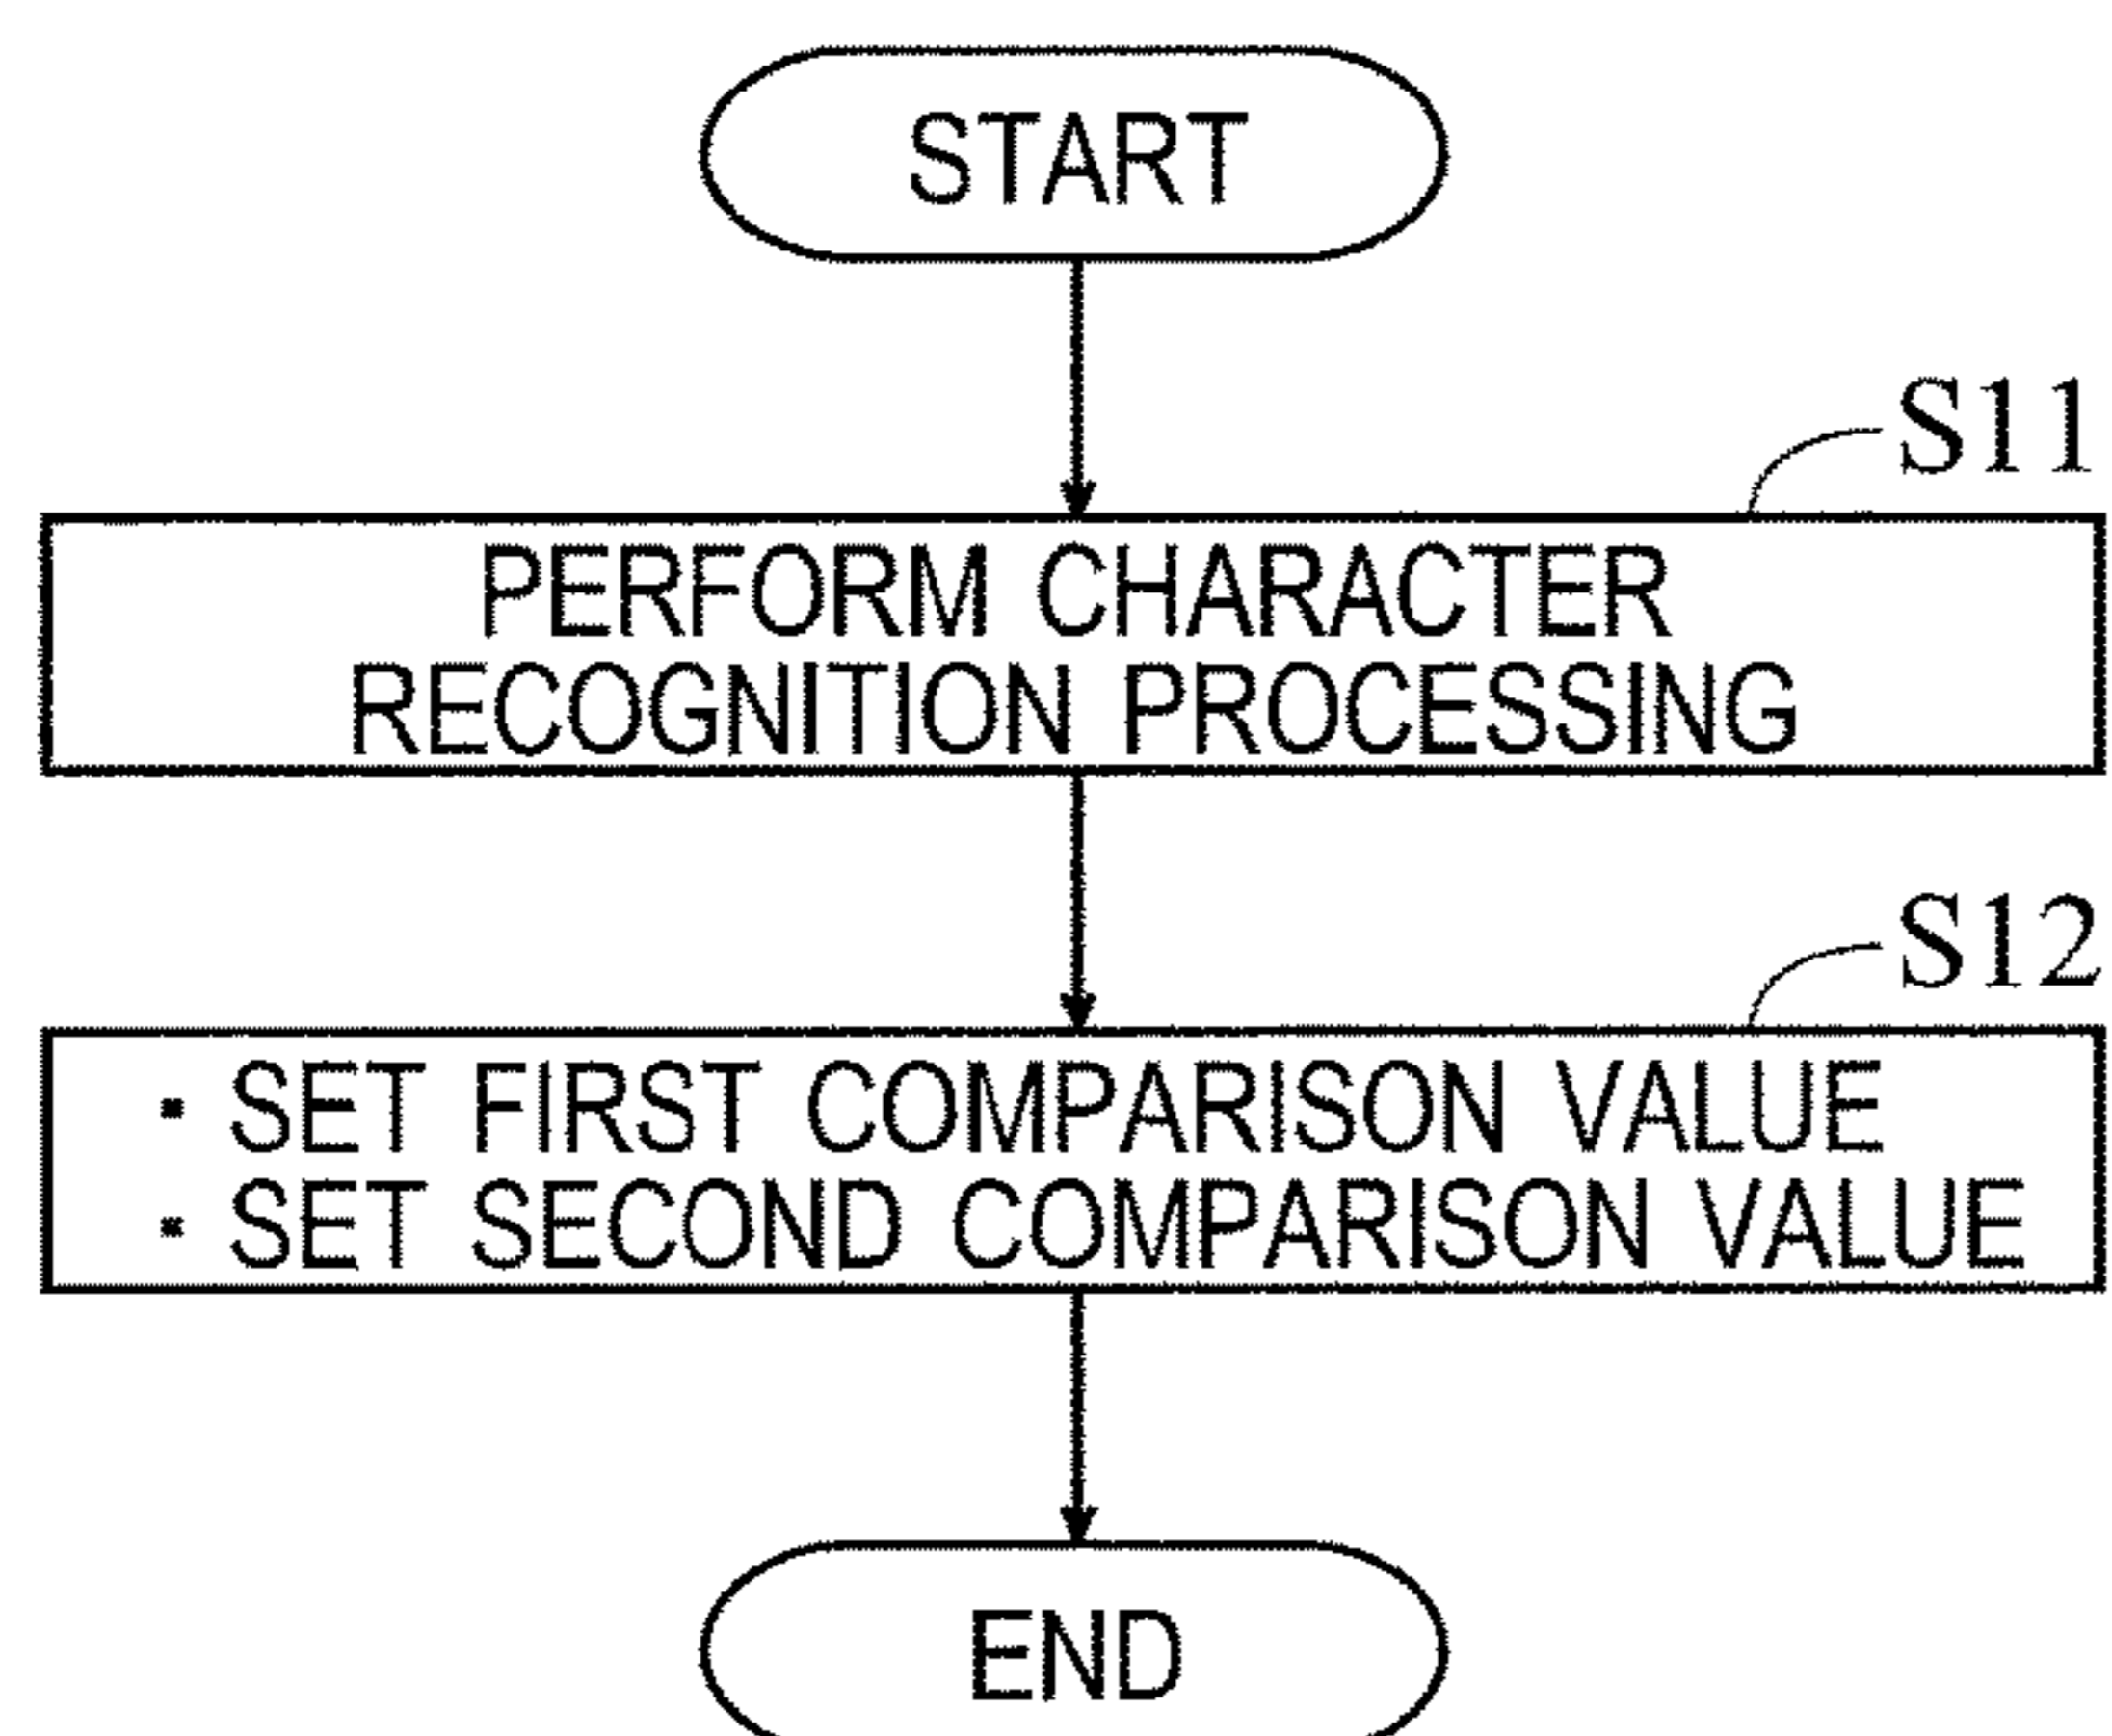 START
S11
PERFORM CHARACTER
RECOGNITION PROCESSING
S12
▪ SET FIRST COMPARISON VALUE
▪ SET SECOND COMPARISON VALUE
END